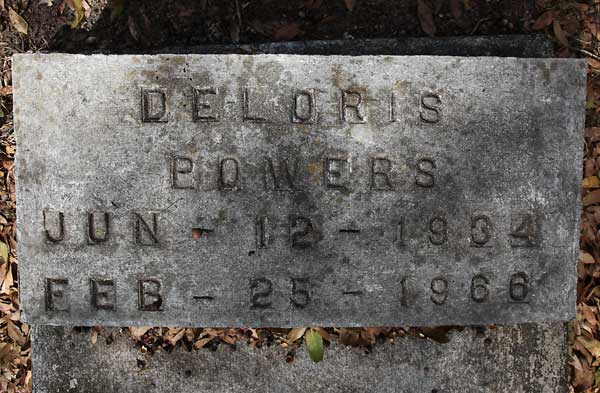 DELORIS
POWERS
JUN - 12 - 1934
FEB - 25 - 1966